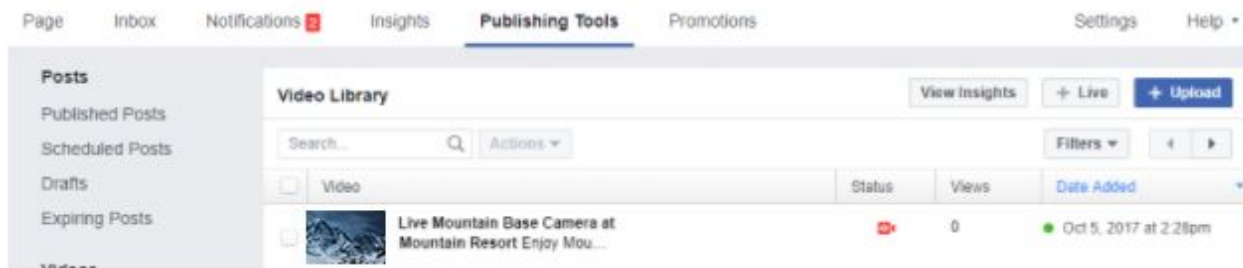 Page Inbox Notifications 2 Insights Publishing Tools Promotions Settings Help
Posts
Published Posts
Scheduled Posts
Drafts
Expiring Posts
Videos
Video Library View Insights + Live + Upload
Search... Actions Filters
Video Status Views Date Added
Live Mountain Base Camera at
Mountain Resort Enjoy Mou...
0 Oct 5, 2017 at 2:28pm